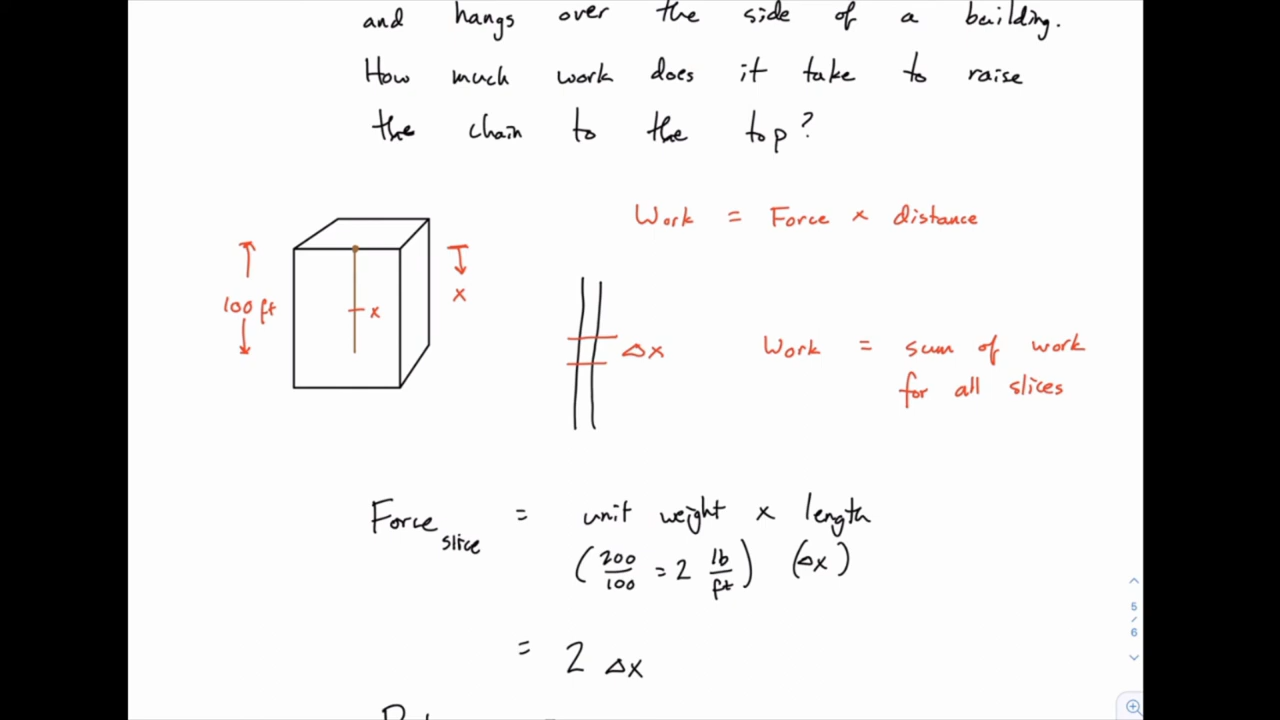 and hangs over the side of a building.
How much work does it take to raise
the chain to the top?
Work = Force × distance
100 ft
x
x
Δx
Work = sum of work
for all slices
Force slice = unit weight × length
(200/100 = 2 lb/ft) (Δx)
= 2 Δx
5
/
6